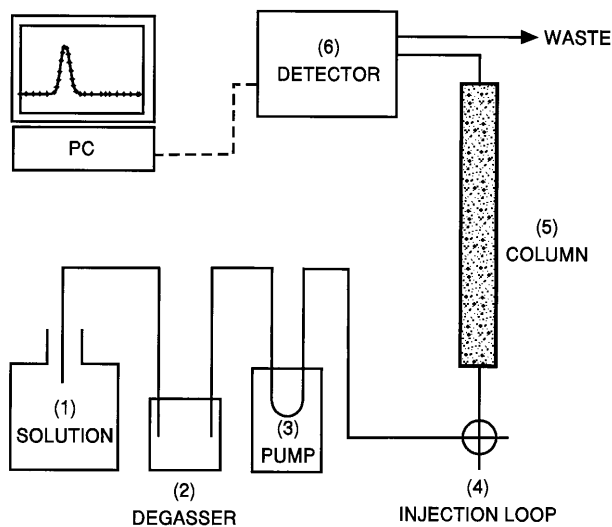 (6)
DETECTOR
WASTE
PC
(5)
COLUMN
(1)
SOLUTION
(3)
PUMP
(2)
DEGASSER
(4)
INJECTION LOOP